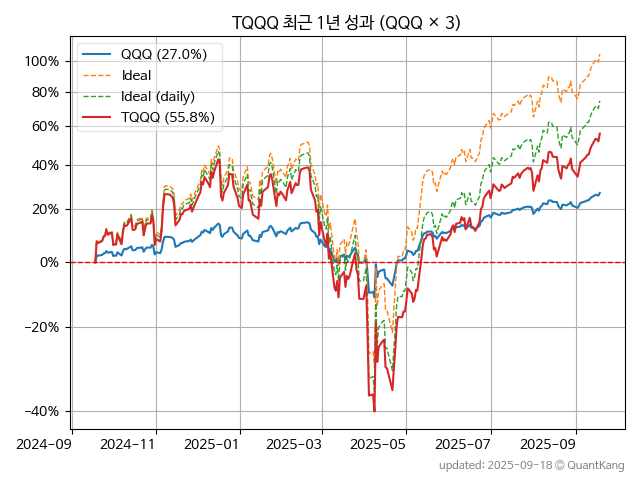 TQQQ 최근 1년 성과 (QQQ × 3)
QQQ (27.0%)
Ideal
Ideal (daily)
TQQQ (55.8%)
100%
80%
60%
40%
20%
0%
−20%
−40%
2024−09 2024−11 2025−01 2025−03 2025−05 2025−07 2025−09
updated: 2025-09-18 © QuantKang